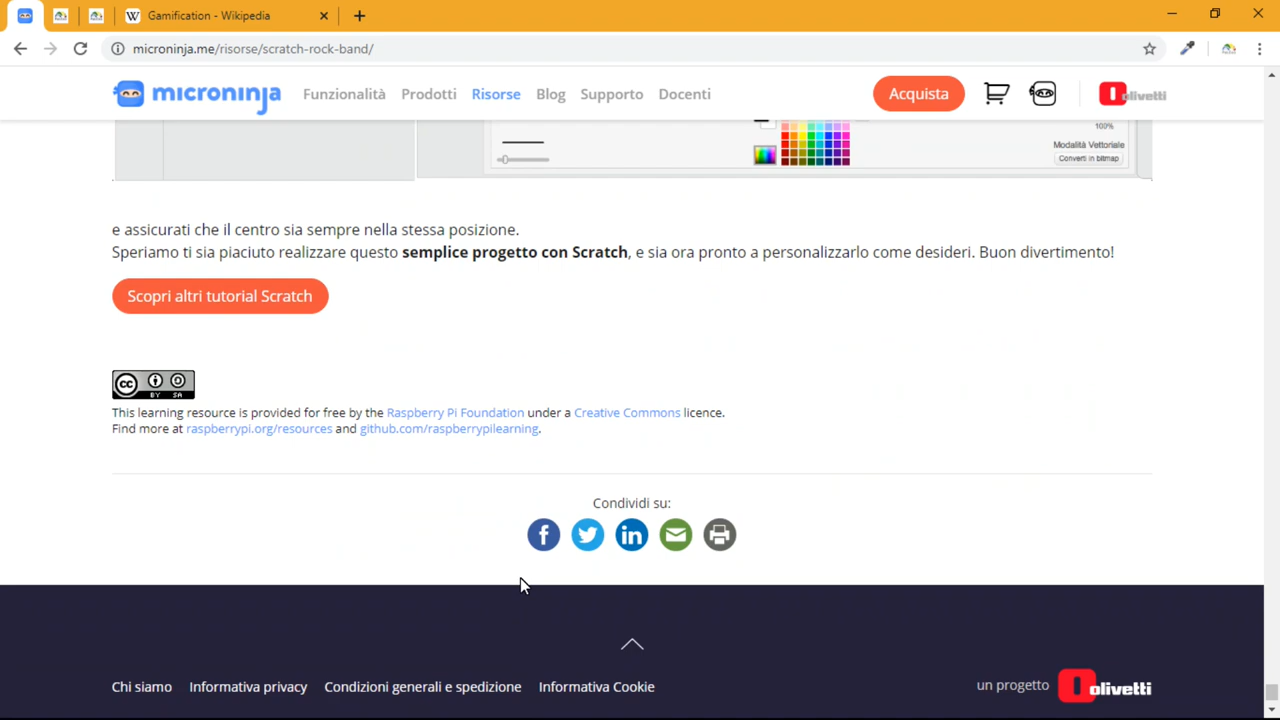 Gamification - Wikipedia
microninja.me/risorse/scratch-rock-band/
microninja Funzionalità Prodotti Risorse Blog Supporto Docenti Acquista olivetti
100%
Modalità Vettoriale
Converti in bitmap
e assicurati che il centro sia sempre nella stessa posizione.
Speriamo ti sia piaciuto realizzare questo semplice progetto con Scratch, e sia ora pronto a personalizzarlo come desideri. Buon divertimento!
Scopri altri tutorial Scratch
cc BY SA
This learning resource is provided for free by the Raspberry Pi Foundation under a Creative Commons licence.
Find more at raspberrypi.org/resources and github.com/raspberrypilearning.
Condividi su:
Chi siamo Informativa privacy Condizioni generali e spedizione Informativa Cookie un progetto olivetti